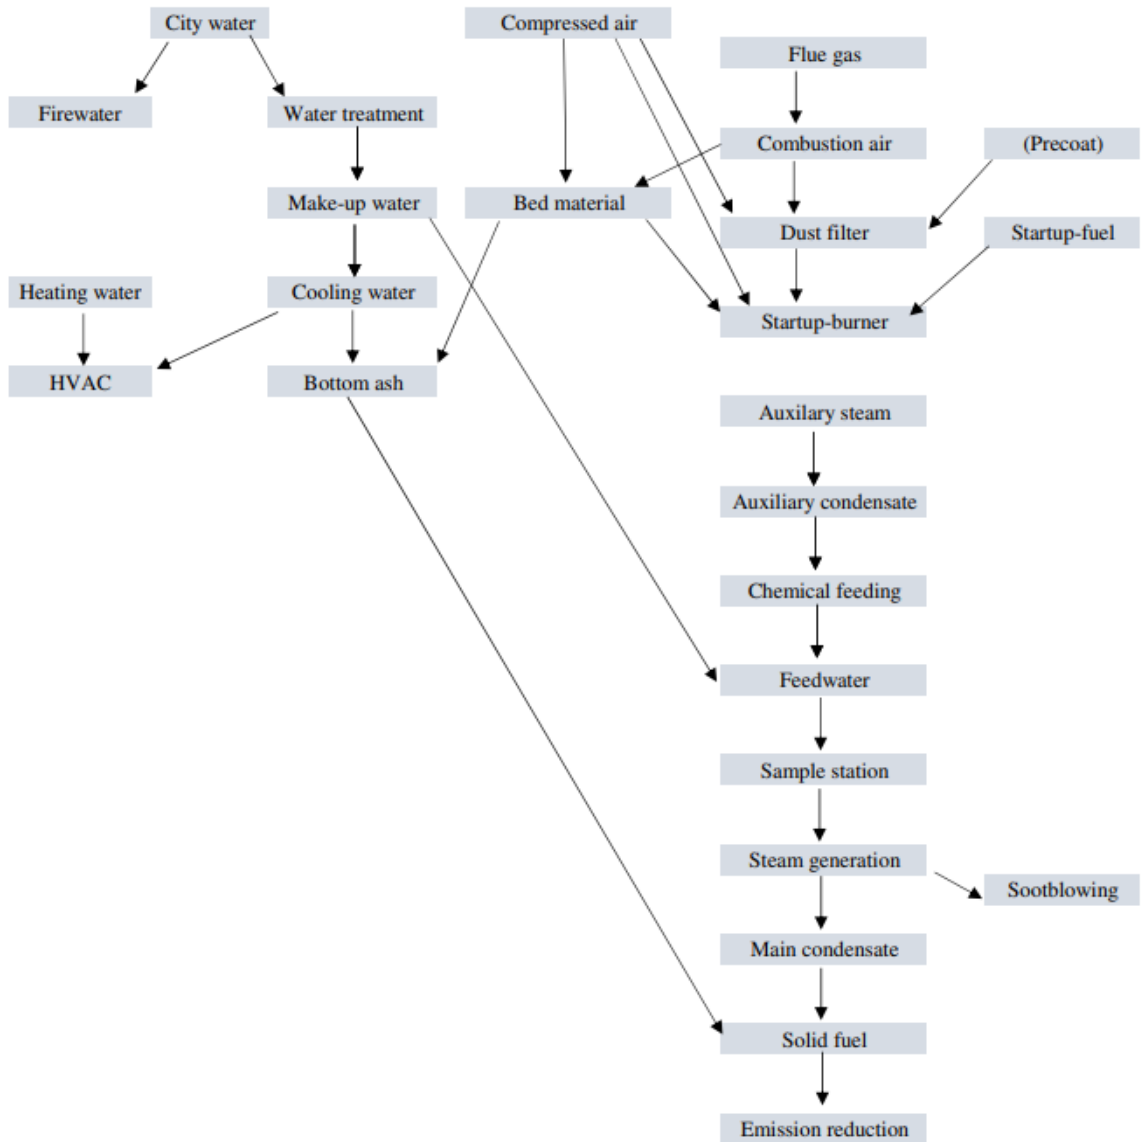 City water
Compressed air
Flue gas
Firewater
Water treatment
Combustion air
(Precoat)
Make-up water
Bed material
Dust filter
Startup-fuel
Heating water
Cooling water
Startup-burner
HVAC
Bottom ash
Auxilary steam
Auxiliary condensate
Chemical feeding
Feedwater
Sample station
Steam generation
Sootblowing
Main condensate
Solid fuel
Emission reduction